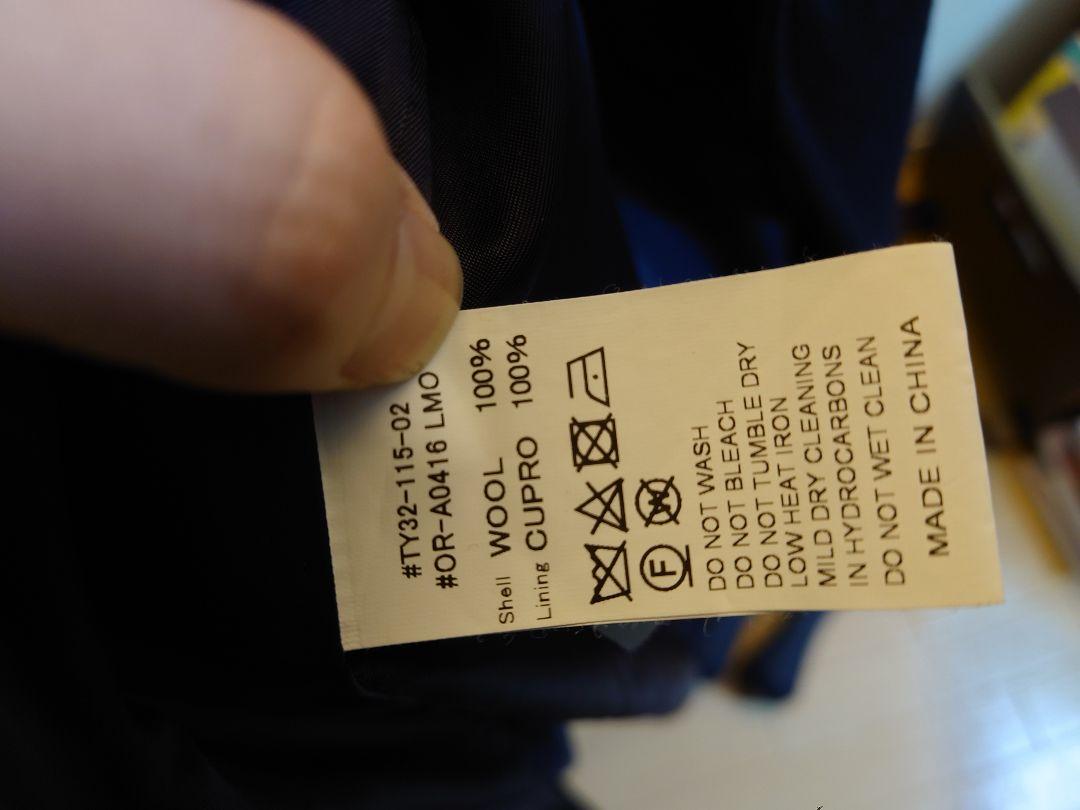 #TY32-115-02
#OR-A0416 LMO
Shell WOOL 100%
Lining CUPRO 100%
F W
DO NOT WASH
DO NOT BLEACH
DO NOT TUMBLE DRY
LOW HEAT IRON
MILD DRY CLEANING
IN HYDROCARBONS
DO NOT WET CLEAN
MADE IN CHINA